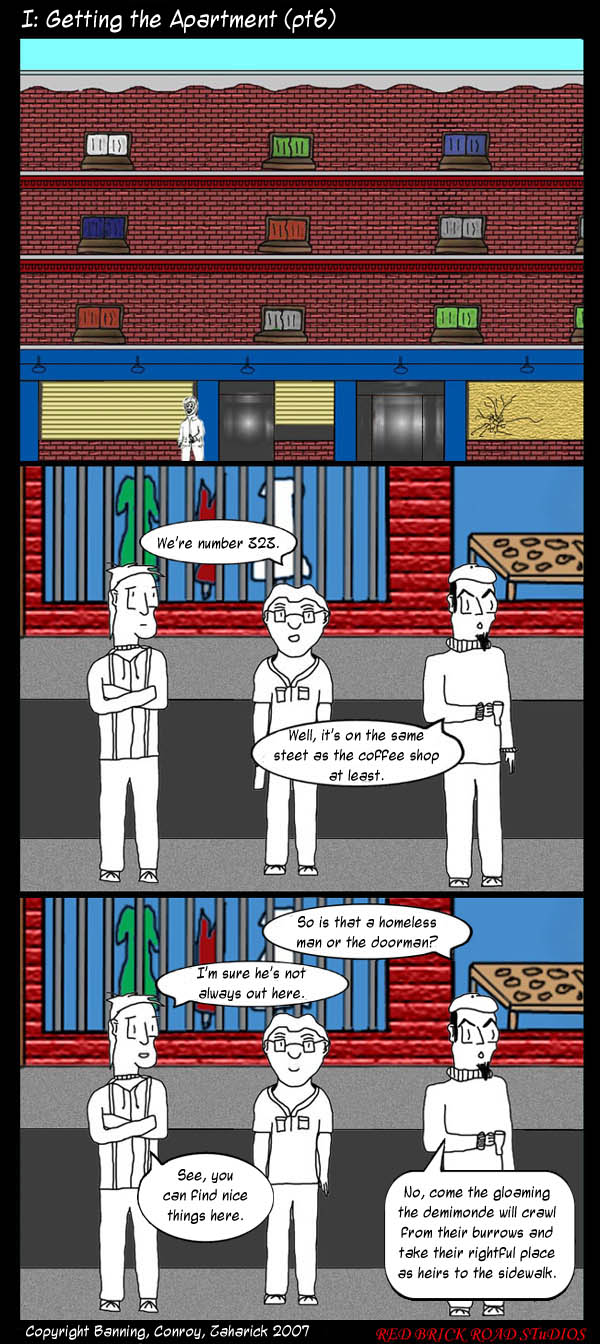 I: Getting the Apartment (pt6)
We're number 323.
Well, it's on the same
steet as the coffee shop
at least.
So is that a homeless
man or the doorman?
I'm sure he's not
always out here.
See, you
can find nice
things here.
No, come the gloaming
the demimonde will crawl
from their burrows and
take their rightful place
as heirs to the sidewalk.
Copyright Banning, Conroy, Zaharick 2007
RED BRICK ROAD STUDIOS